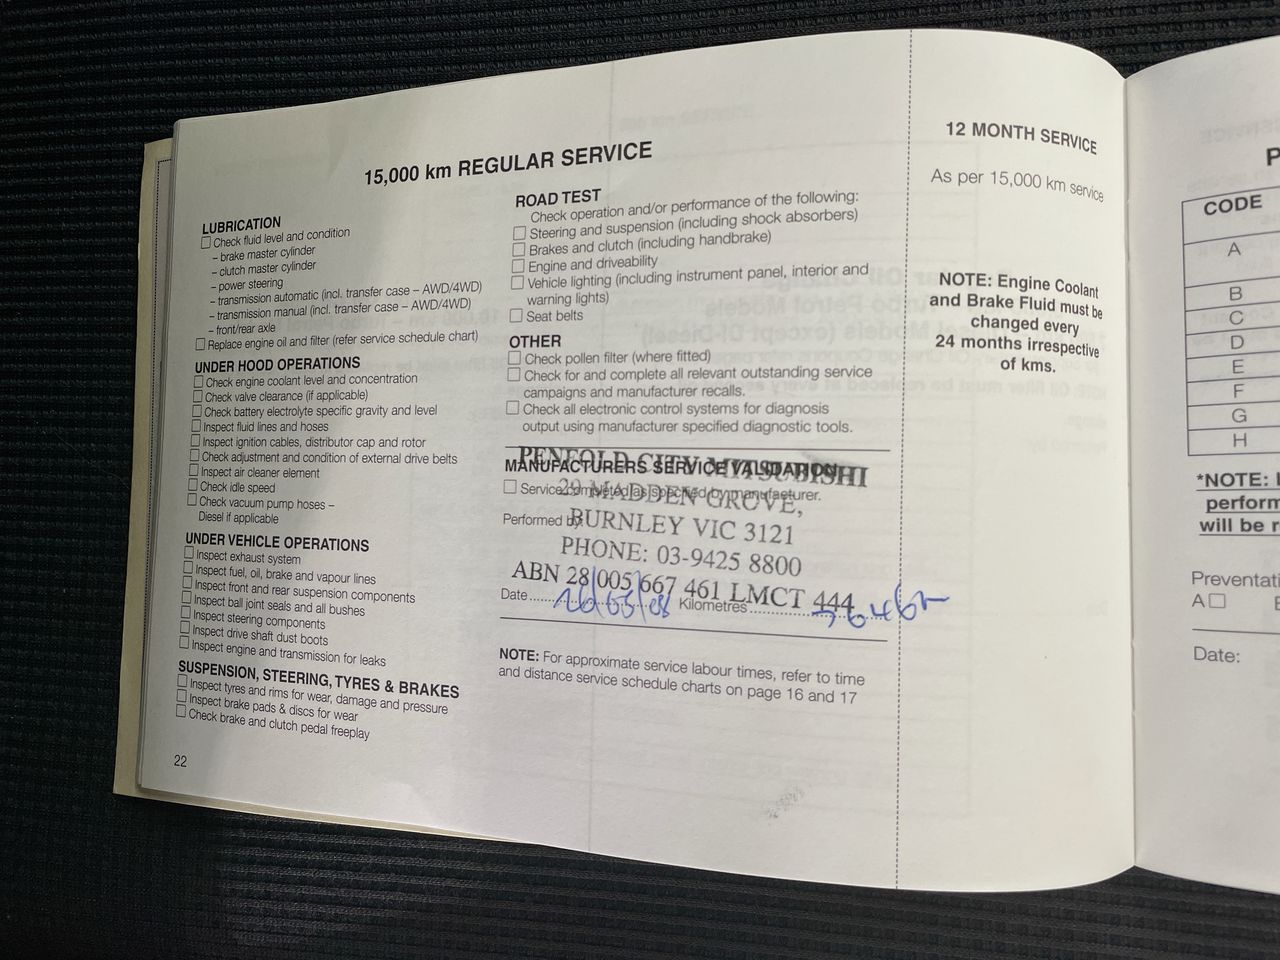 15,000 km REGULAR SERVICE
LUBRICATION
Check fluid level and condition
– brake master cylinder
– clutch master cylinder
– power steering
– transmission automatic (incl. transfer case – AWD/4WD)
– transmission manual (incl. transfer case – AWD/4WD)
– front/rear axle
Replace engine oil and filter (refer service schedule chart)
UNDER HOOD OPERATIONS
Check engine coolant level and concentration
Check valve clearance (if applicable)
Check battery electrolyte specific gravity and level
Inspect fluid lines and hoses
Inspect ignition cables, distributor cap and rotor
Check adjustment and condition of external drive belts
Inspect air cleaner element
Check idle speed
Check vacuum pump hoses –
Diesel if applicable
UNDER VEHICLE OPERATIONS
Inspect exhaust system
Inspect fuel, oil, brake and vapour lines
Inspect front and rear suspension components
Inspect ball joint seals and all bushes
Inspect steering components
Inspect drive shaft dust boots
Inspect engine and transmission for leaks
SUSPENSION, STEERING, TYRES & BRAKES
Inspect tyres and rims for wear, damage and pressure
Inspect brake pads & discs for wear
Check brake and clutch pedal freeplay
22
ROAD TEST
Check operation and/or performance of the following:
Steering and suspension (including shock absorbers)
Brakes and clutch (including handbrake)
Engine and driveability
Vehicle lighting (including instrument panel, interior and
warning lights)
Seat belts
OTHER
Check pollen filter (where fitted)
Check for and complete all relevant outstanding service
campaigns and manufacturer recalls.
Check all electronic control systems for diagnosis
output using manufacturer specified diagnostic tools.
PENFOLD CITY MITSUBISHI
MANUFACTURERS SERVICE VALIDATION
29 MADDEN GROVE,
Service completed as specified by manufacturer.
Performed by:
BURNLEY VIC 3121
PHONE: 03-9425 8800
ABN 28 005 667 461 LMCT 444
Date
Kilometres
NOTE: For approximate service labour times, refer to time
and distance service schedule charts on page 16 and 17
12 MONTH SERVICE
As per 15,000 km service
NOTE: Engine Coolant
and Brake Fluid must be
changed every
24 months irrespective
of kms.
P
CODE
A
B
C
D
E
F
G
H
*NOTE:
perform
will be
Preventati
A
Date: